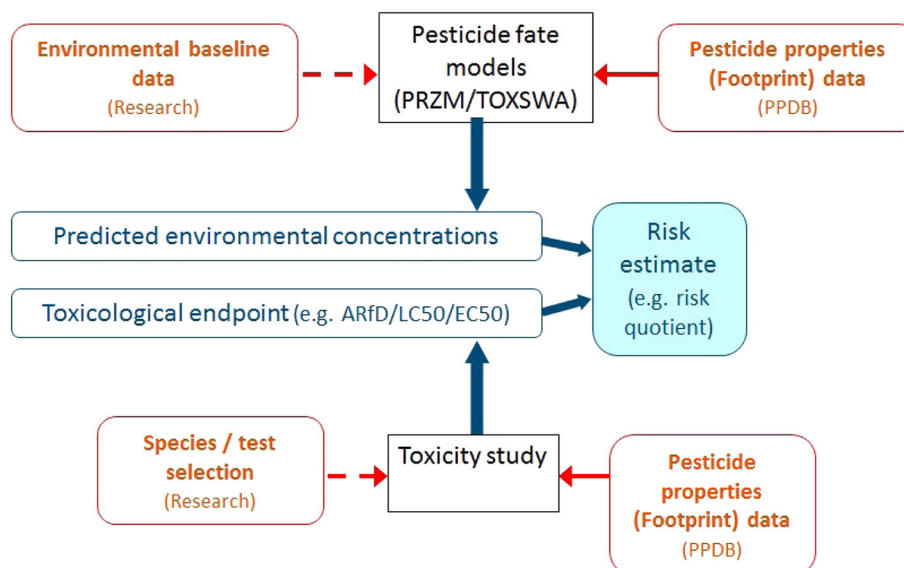 Environmental baseline
data
(Research)
Pesticide fate
models
(PRZM/TOXSWA)
Pesticide properties
(Footprint) data
(PPDB)
Predicted environmental concentrations
Toxicological endpoint (e.g. ARfD/LC50/EC50)
Risk
estimate
(e.g. risk
quotient)
Species / test
selection
(Research)
Toxicity study
Pesticide
properties
(Footprint) data
(PPDB)